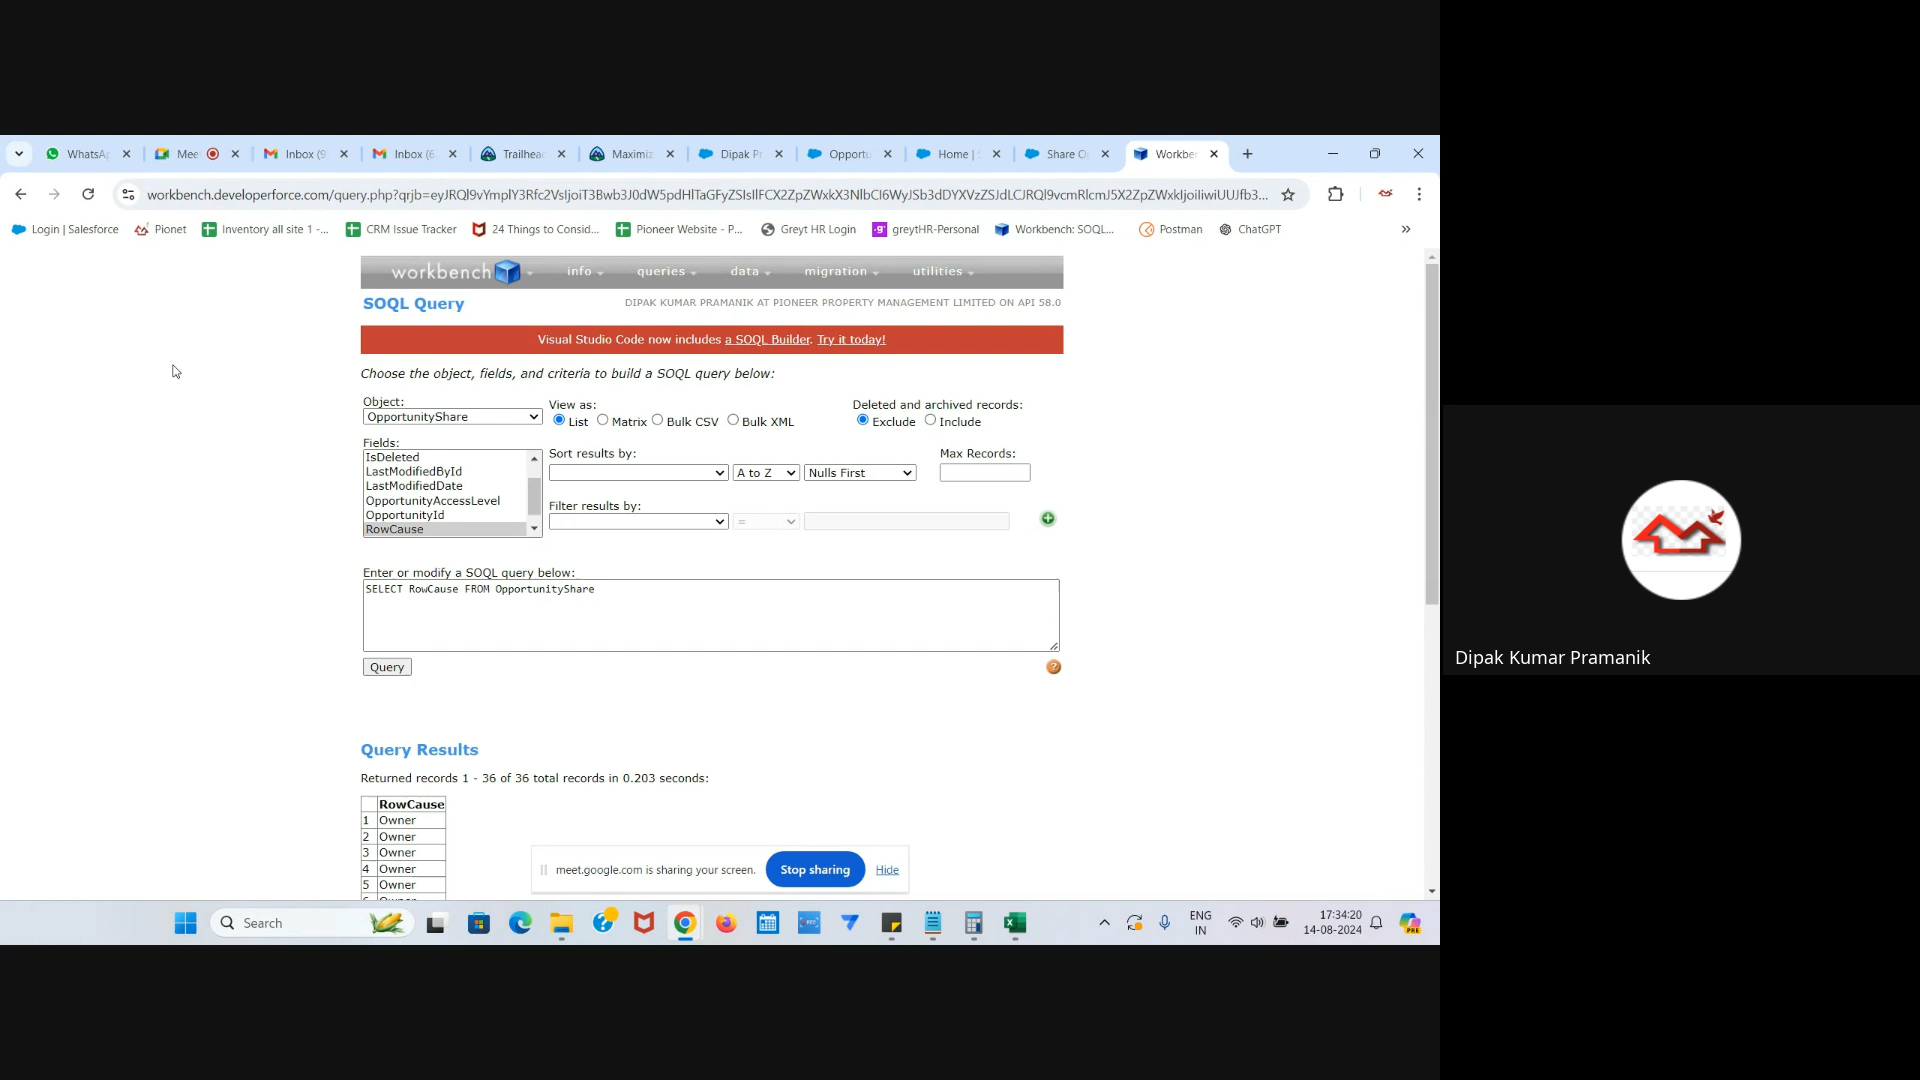 WhatsAp
Mee
Inbox (9
Inbox (6
Trailhead
Maximiz
Dipak Pr
Opportu
Home | S
Share O
Workben
workbench.developerforce.com/query.php?
Login | Salesforce
Pionet
Inventory all site 1 -...
CRM Issue Tracker
24 Things to Consid...
Pioneer Website - P...
Greyt HR Login
·g·
greytHR-Personal
Workbench: SOQL...
Postman
ChatGPT
»
workbench
info
queries
data
migration
utilities
SOQL Query
DIPAK KUMAR PRAMANIK AT PIONEER PROPERTY MANAGEMENT LIMITED ON API 58.0
Visual Studio Code now includes a SOQL Builder. Try it today!
Choose the object, fields, and criteria to build a SOQL query below:
Object:
View as:
Deleted and archived records:
OpportunityShare
List
Matrix
Bulk CSV
Bulk XML
Exclude
Include
Fields:
Sort results by:
Max Records:
IsDeleted
LastModifiedById
A to Z
Nulls First
LastModifiedDate
OpportunityAccessLevel
Filter results by:
OpportunityId
=
RowCause
Enter or modify a SOQL query below:
SELECT RowCause FROM OpportunityShare
Query
?
Dipak Kumar Pramanik
Query Results
Returned records 1 - 36 of 36 total records in 0.203 seconds:
RowCause
1 Owner
2 Owner
3 Owner
4 Owner
5 Owner
meet.google.com is sharing your screen.
Stop sharing
Hide
Search
ENG
IN
17:34:20
14-08-2024
PRE